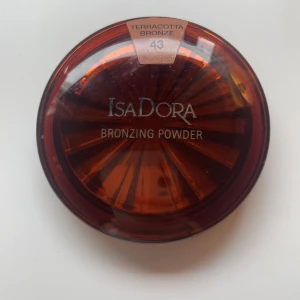 TERRACOTTA
BRONZE
43
ISADORA
BRONZING POWDER